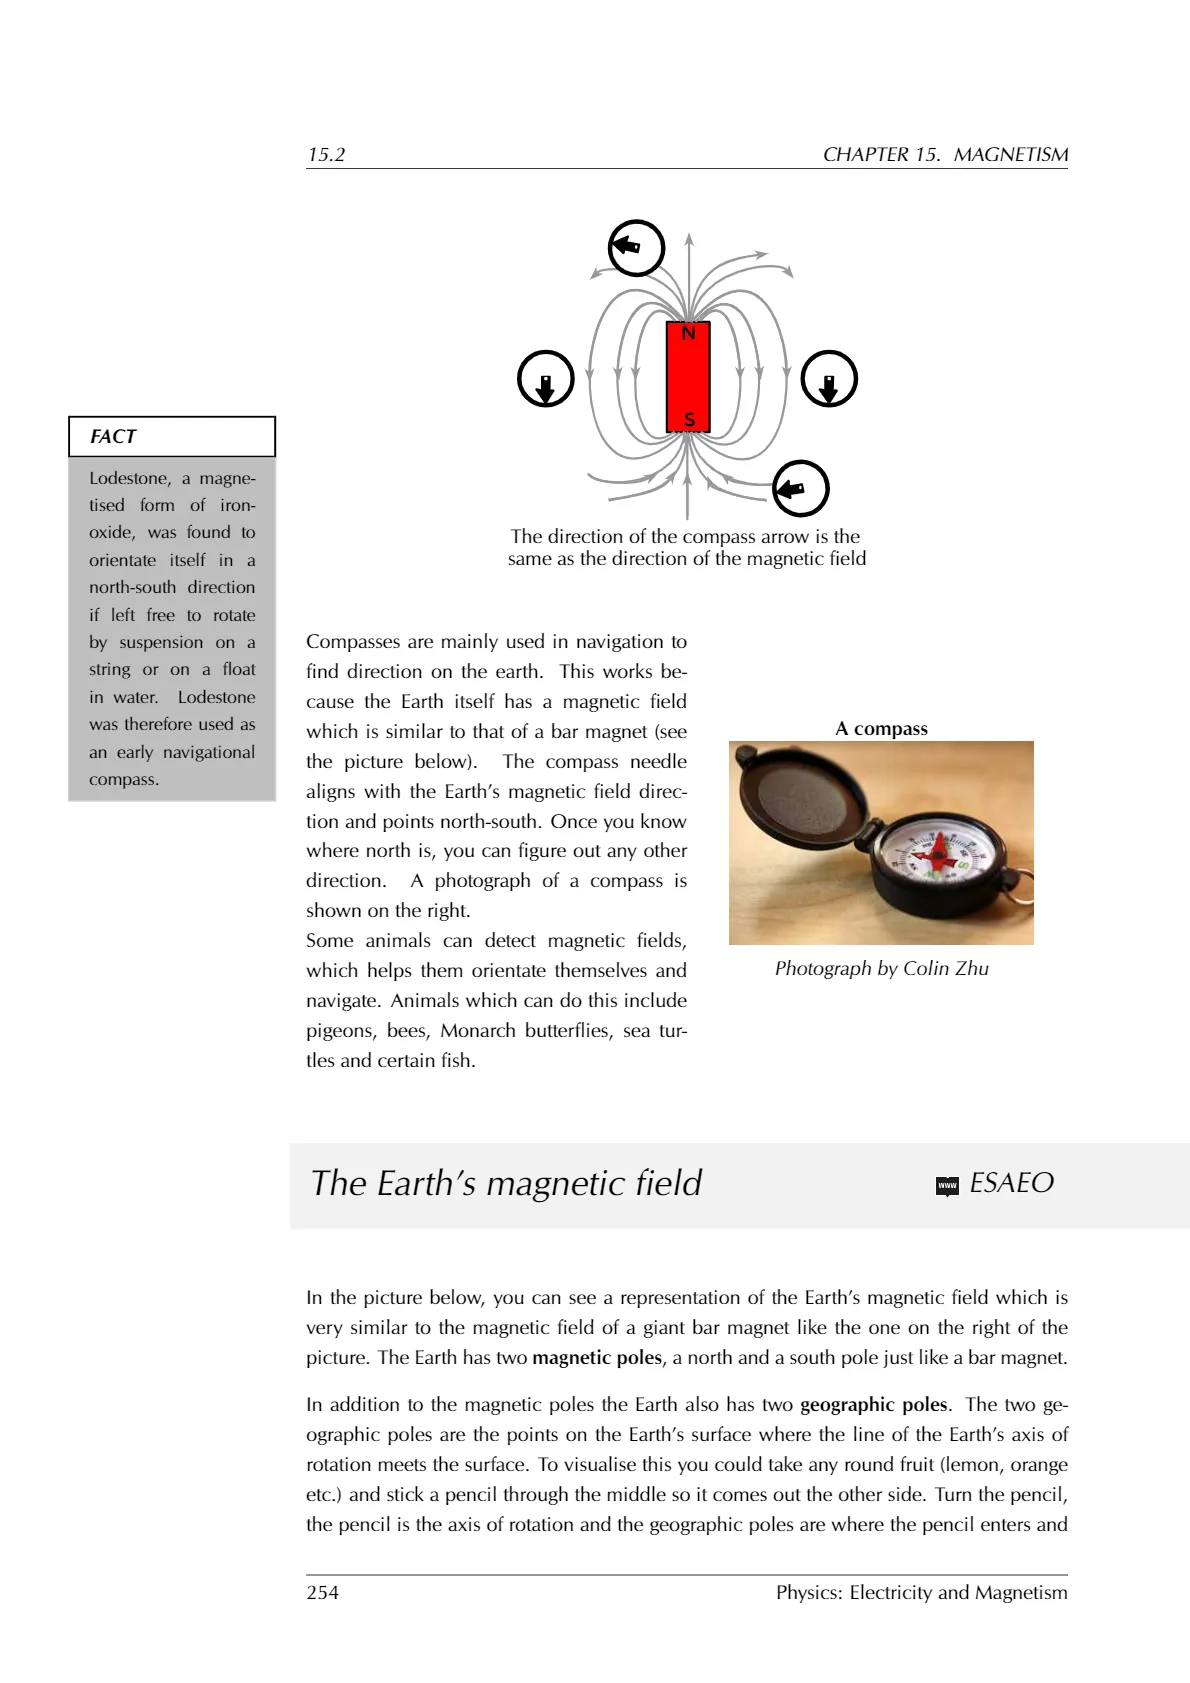 15.2 CHAPTER 15. MAGNETISM
N
S
The direction of the compass arrow is the
same as the direction of the magnetic field
FACT
Lodestone, a magne-
tised form of iron-
oxide, was found to
orientate itself in a
north-south direction
if left free to rotate
by suspension on a
string or on a float
in water. Lodestone
was therefore used as
an early navigational
compass.
Compasses are mainly used in navigation to
find direction on the earth. This works be-
cause the Earth itself has a magnetic field
which is similar to that of a bar magnet (see
the picture below). The compass needle
aligns with the Earth's magnetic field direc-
tion and points north-south. Once you know
where north is, you can figure out any other
direction. A photograph of a compass is
shown on the right.
Some animals can detect magnetic fields,
which helps them orientate themselves and
navigate. Animals which can do this include
pigeons, bees, Monarch butterflies, sea tur-
tles and certain fish.
A compass
Photograph by Colin Zhu
The Earth's magnetic field
www ESAEO
In the picture below, you can see a representation of the Earth's magnetic field which is
very similar to the magnetic field of a giant bar magnet like the one on the right of the
picture. The Earth has two magnetic poles, a north and a south pole just like a bar magnet.
In addition to the magnetic poles the Earth also has two geographic poles. The two ge-
ographic poles are the points on the Earth's surface where the line of the Earth's axis of
rotation meets the surface. To visualise this you could take any round fruit (lemon, orange
etc.) and stick a pencil through the middle so it comes out the other side. Turn the pencil,
the pencil is the axis of rotation and the geographic poles are where the pencil enters and
254 Physics: Electricity and Magnetism